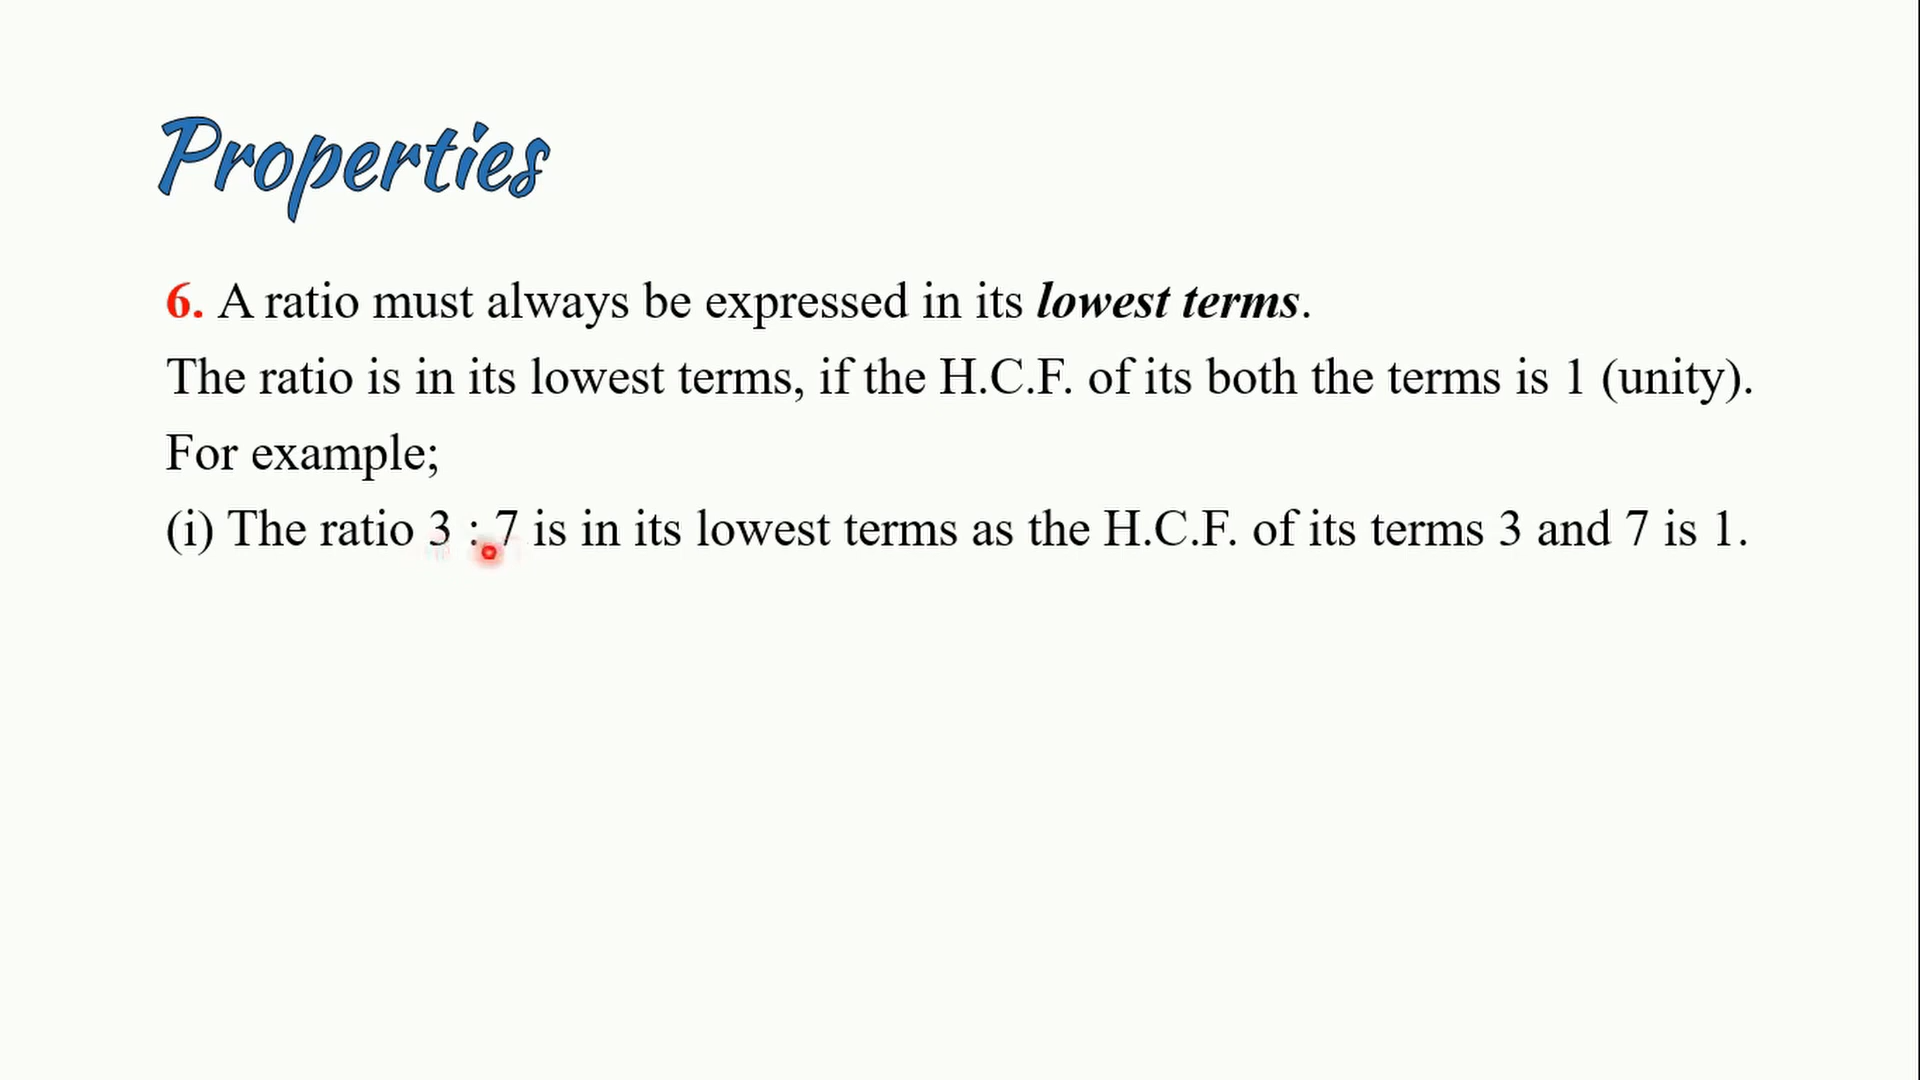 Properties
6. A ratio must always be expressed in its lowest terms.
The ratio is in its lowest terms, if the H.C.F. of its both the terms is 1 (unity).
For example;
(i) The ratio 3 : 7 is in its lowest terms as the H.C.F. of its terms 3 and 7 is 1.